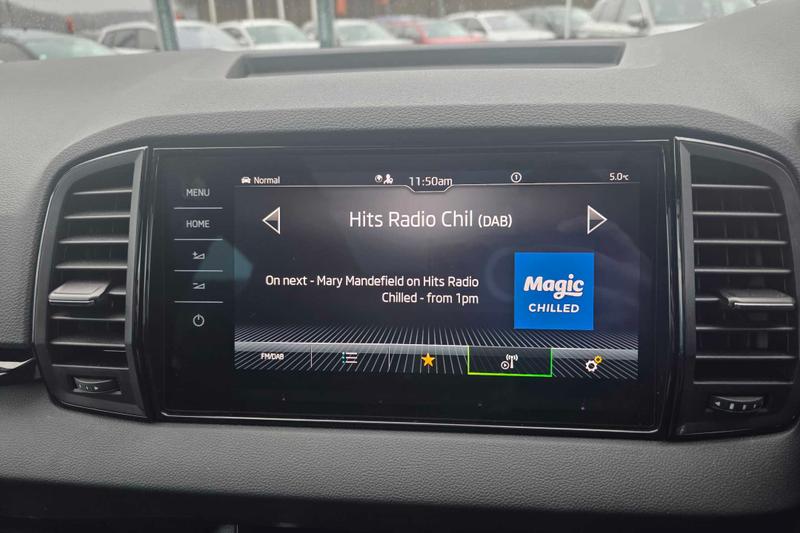 Normal
11:50am
1
5.0°C
MENU
HOME
Hits Radio Chil (DAB)
On next - Mary Mandefield on Hits Radio
Chilled - from 1pm
Magic
CHILLED
FM/DAB